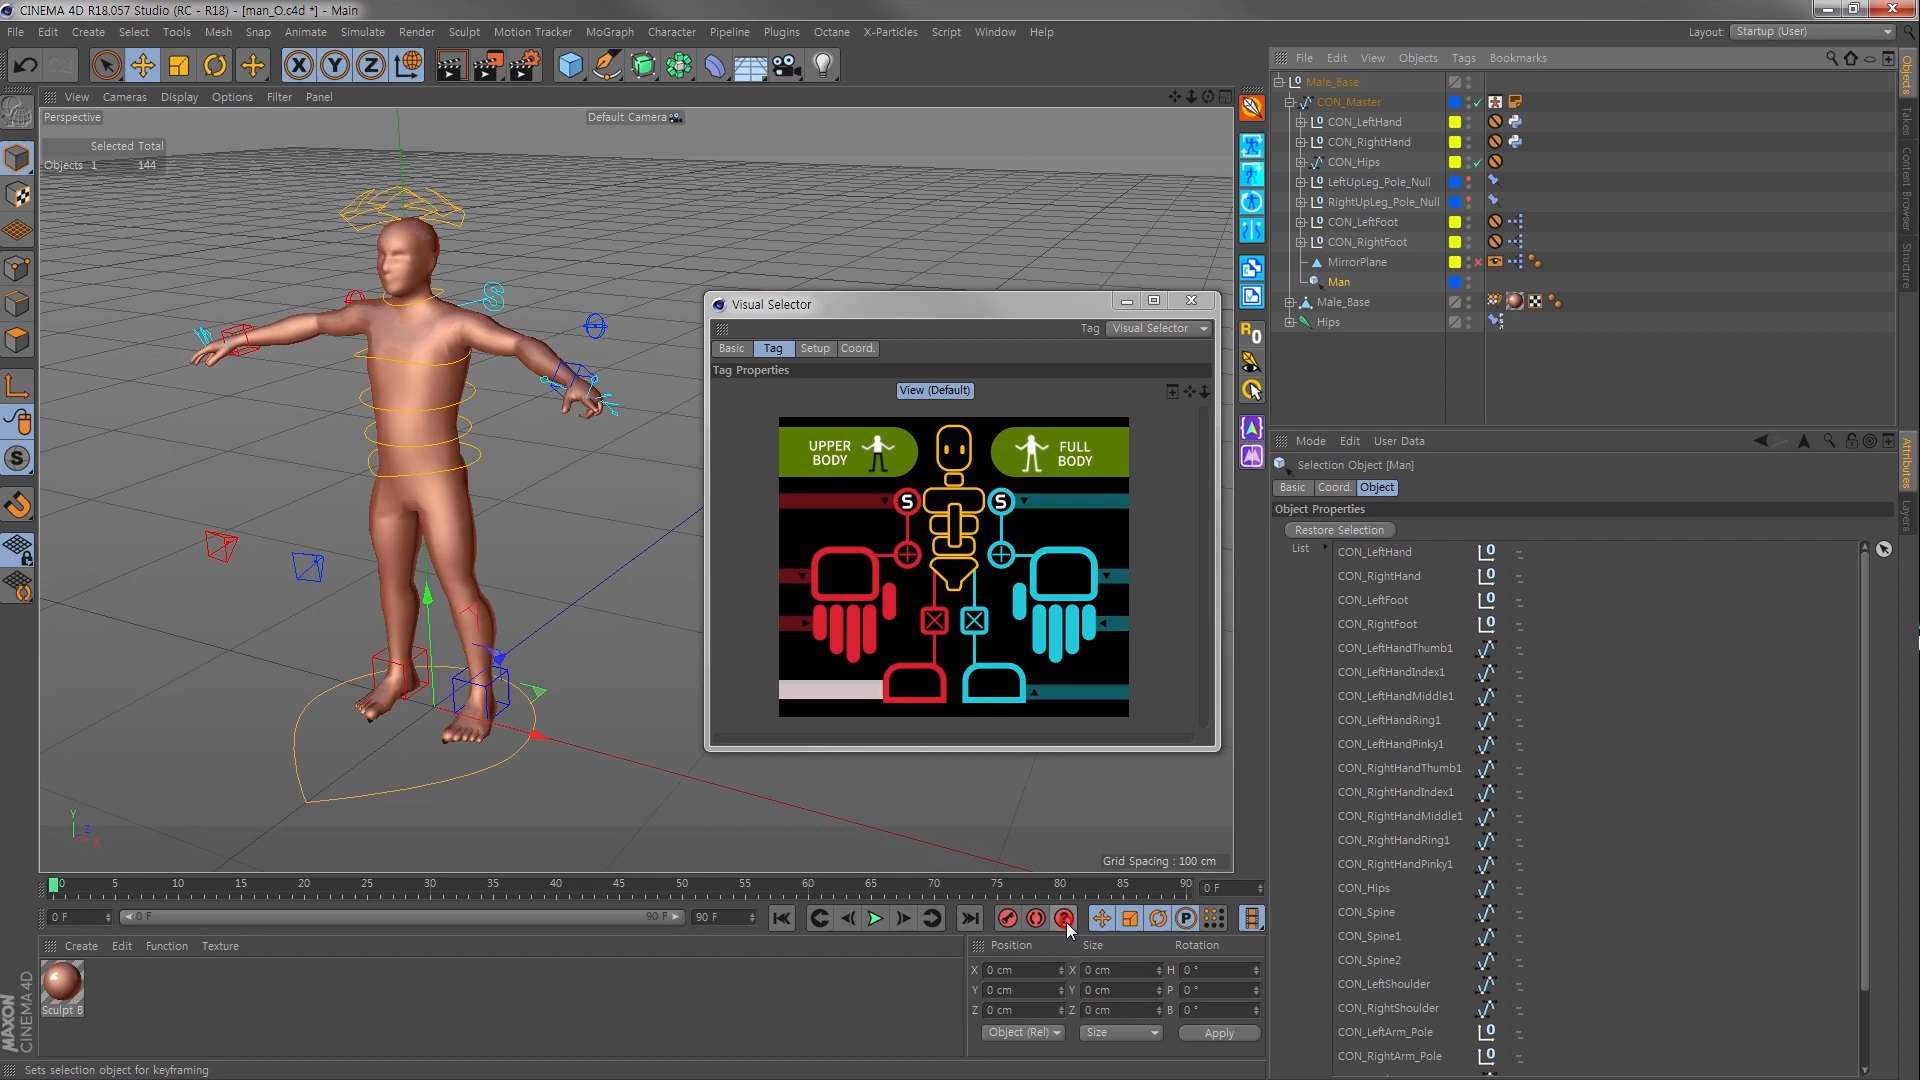 CINEMA 4D R18.057 Studio (RC - R18) - [man_O.c4d *] - Main
File Edit Create Select Tools Mesh Snap Animate Simulate Render Sculpt Motion Tracker MoGraph Character Pipeline Plugins Octane X-Particles Script Window Help
Layout: Startup (User)
View Cameras Display Options Filter Panel
Perspective
Default Camera
Selected Total
Objects 1 144
Grid Spacing : 100 cm
Visual Selector
Tag Visual Selector
Basic Tag Setup Coord.
Tag Properties
View (Default)
UPPER BODY
FULL BODY
S S
File Edit View Objects Tags Bookmarks
Male_Base
CON_Master
CON_LeftHand
CON_RightHand
CON_Hips
LeftUpLeg_Pole_Null
RightUpLeg_Pole_Null
CON_LeftFoot
CON_RightFoot
MirrorPlane
Man
Male_Base
Hips
Objects
Takes
Content Browser
Structure
Mode Edit User Data
Selection Object [Man]
Basic Coord. Object
Object Properties
Restore Selection
List
CON_LeftHand
CON_RightHand
CON_LeftFoot
CON_RightFoot
CON_LeftHandThumb1
CON_LeftHandIndex1
CON_LeftHandMiddle1
CON_LeftHandRing1
CON_LeftHandPinky1
CON_RightHandThumb1
CON_RightHandIndex1
CON_RightHandMiddle1
CON_RightHandRing1
CON_RightHandPinky1
CON_Hips
CON_Spine
CON_Spine1
CON_Spine2
CON_LeftShoulder
CON_RightShoulder
CON_LeftArm_Pole
CON_RightArm_Pole
Attributes
Layers
0 5 10 15 20 25 30 35 40 45 50 55 60 65 70 75 80 85 90
0 F
0 F 0 F 90 F 90 F
Create Edit Function Texture
Sculpt B
Position Size Rotation
X 0 cm X 0 cm H 0 °
Y 0 cm Y 0 cm P 0 °
Z 0 cm Z 0 cm B 0 °
Object (Rel) Size Apply
MAXON CINEMA 4D
Sets selection object for keyframing